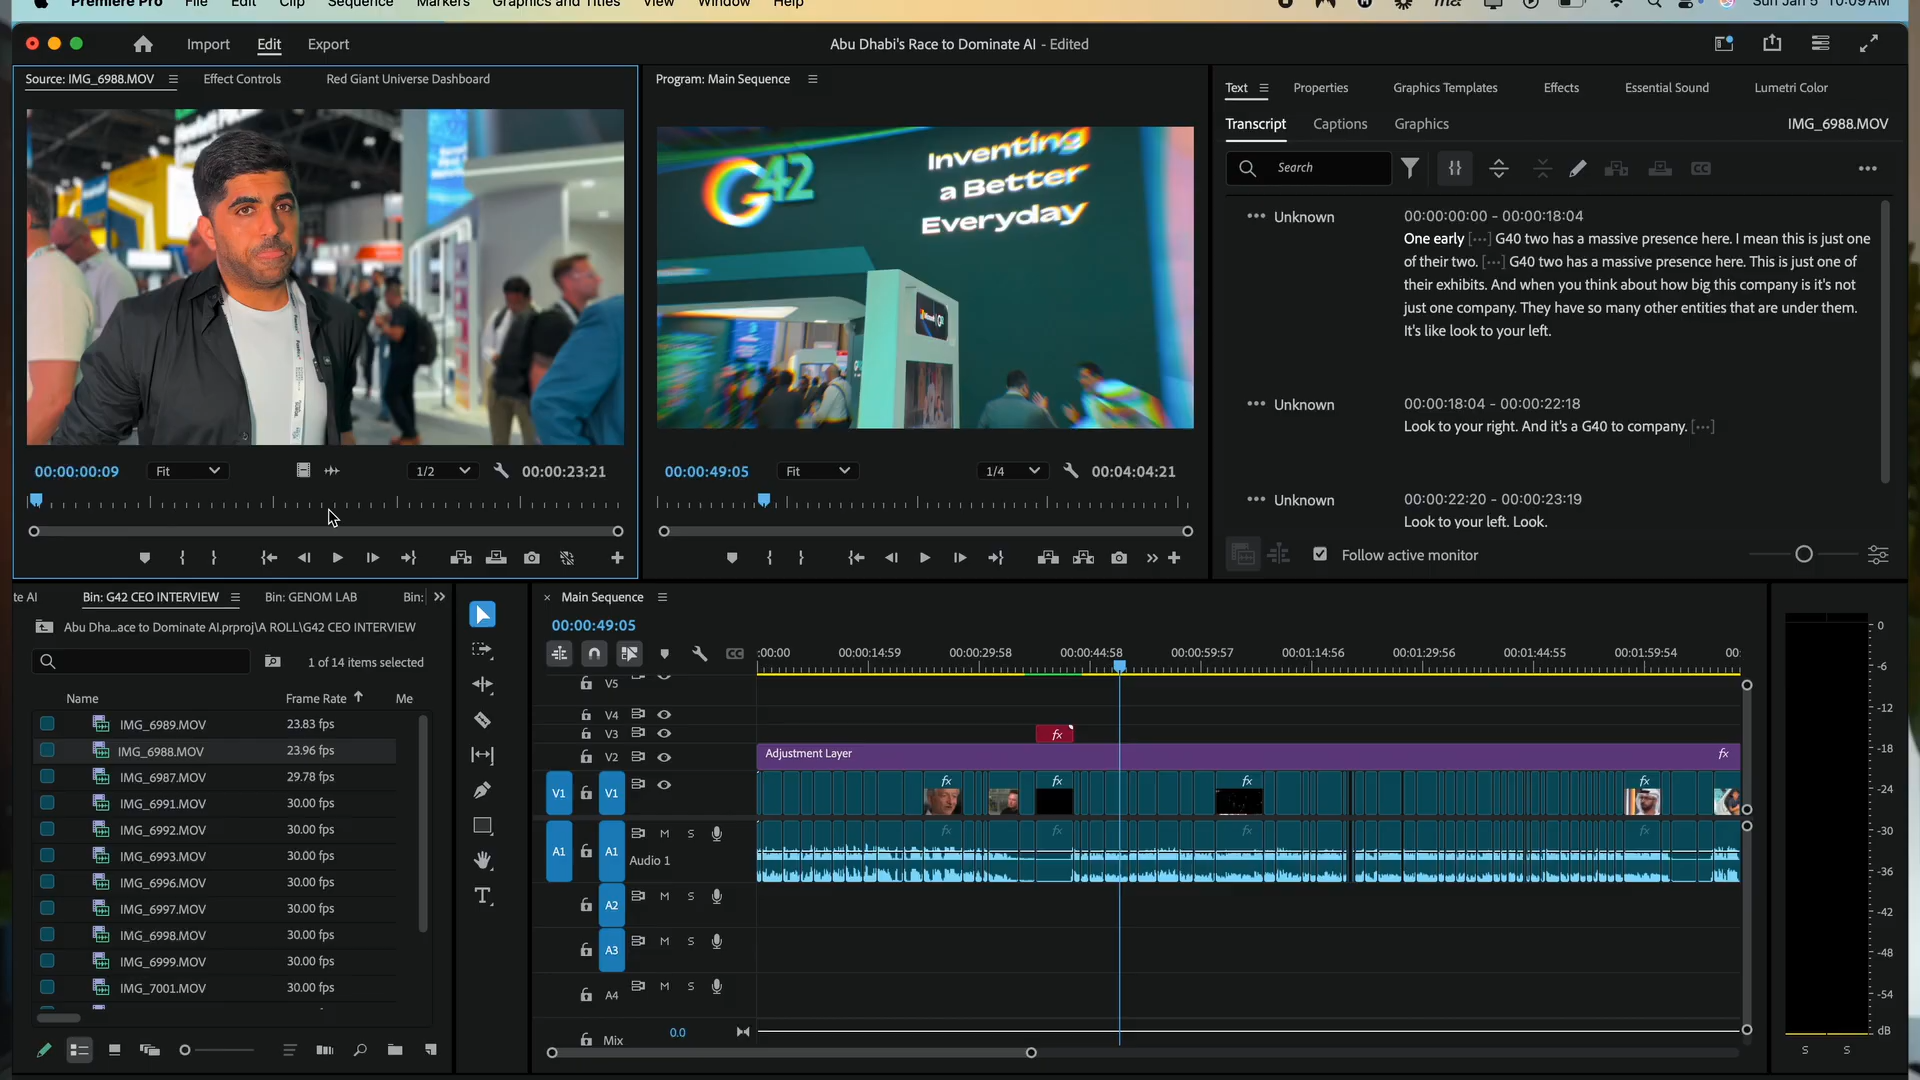 Premiere Pro File Edit Clip Sequence Markers Graphics and Titles View Window Help
Sun Jan 5 10:09 AM
Import Edit Export
Abu Dhabi's Race to Dominate AI - Edited
Source: IMG_6988.MOV Effect Controls Red Giant Universe Dashboard
G42
Inventing
a Better
Everyday
00:00:00:09 Fit 1/2 00:00:23:21
Program: Main Sequence
00:00:49:05 Fit 1/4 00:04:04:21
Text Properties Graphics Templates Effects Essential Sound Lumetri Color
Transcript Captions Graphics IMG_6988.MOV
Search
Unknown 00:00:00:00 - 00:00:18:04
One early [···] G40 two has a massive presence here. I mean this is just one
of their two. [···] G40 two has a massive presence here. This is just one of
their exhibits. And when you think about how big this company is it's not
just one company. They have so many other entities that are under them.
It's like look to your left.
Unknown 00:00:18:04 - 00:00:22:18
Look to your right. And it's a G40 to company. [···]
Unknown 00:00:22:20 - 00:00:23:19
Look to your left. Look.
Follow active monitor
te AI Bin: G42 CEO INTERVIEW Bin: GENOM LAB Bin:
Abu Dha...ace to Dominate AI.prproj\A ROLL\G42 CEO INTERVIEW
1 of 14 items selected
Name Frame Rate Me
IMG_6989.MOV 23.83 fps
IMG_6988.MOV 23.96 fps
IMG_6987.MOV 29.78 fps
IMG_6991.MOV 30.00 fps
IMG_6992.MOV 30.00 fps
IMG_6993.MOV 30.00 fps
IMG_6996.MOV 30.00 fps
IMG_6997.MOV 30.00 fps
IMG_6998.MOV 30.00 fps
IMG_6999.MOV 30.00 fps
IMG_7001.MOV 30.00 fps
Main Sequence
00:00:49:05
:00:00 00:00:14:59 00:00:29:58 00:00:44:58 00:00:59:57 00:01:14:56 00:01:29:56 00:01:44:55 00:01:59:54 00:
V5
V4
V3 fx
V2 Adjustment Layer fx
V1 V1 fx fx fx fx
A1 A1 M S fx fx fx fx
Audio 1
A2 M S
A3 M S
A4 M S
Mix 0.0
0
-6
-12
-18
-24
-30
-36
-42
-48
-54
dB
S S